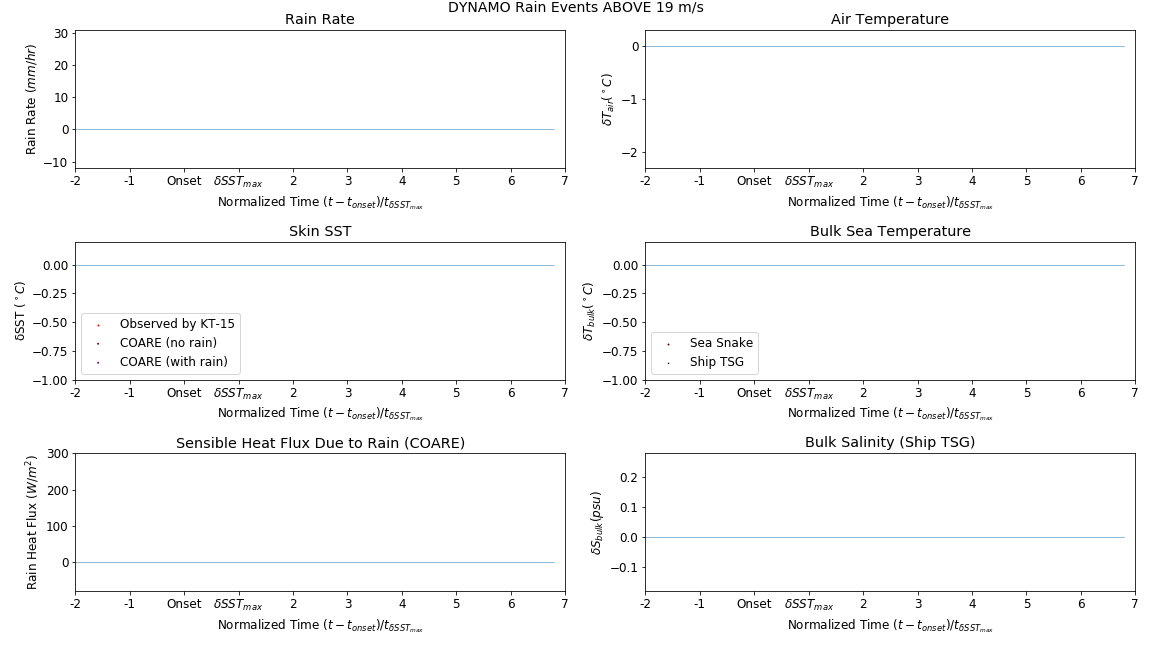 DYNAMO Rain Events ABOVE 19 m/s
Rain Rate
Rain Rate (mm/hr)
30
20
10
0
−10
-2 -1 Onset δSST_max 2 3 4 5 6 7
Normalized Time (t − t_onset)/t_δSST_max
Air Temperature
δT_air(°C)
0
−1
−2
-2 -1 Onset δSST_max 2 3 4 5 6 7
Normalized Time (t − t_onset)/t_δSST_max
Skin SST
δSST (°C)
0.00
−0.25
−0.50
−0.75
−1.00
Observed by KT-15
COARE (no rain)
COARE (with rain)
-2 -1 Onset δSST_max 2 3 4 5 6 7
Normalized Time (t − t_onset)/t_δSST_max
Bulk Sea Temperature
δT_bulk(°C)
0.00
−0.25
−0.50
−0.75
−1.00
Sea Snake
Ship TSG
-2 -1 Onset δSST_max 2 3 4 5 6 7
Normalized Time (t − t_onset)/t_δSST_max
Sensible Heat Flux Due to Rain (COARE)
Rain Heat Flux (W/m²)
300
200
100
0
-2 -1 Onset δSST_max 2 3 4 5 6 7
Normalized Time (t − t_onset)/t_δSST_max
Bulk Salinity (Ship TSG)
δS_bulk(psu)
0.2
0.1
0.0
−0.1
-2 -1 Onset δSST_max 2 3 4 5 6 7
Normalized Time (t − t_onset)/t_δSST_max